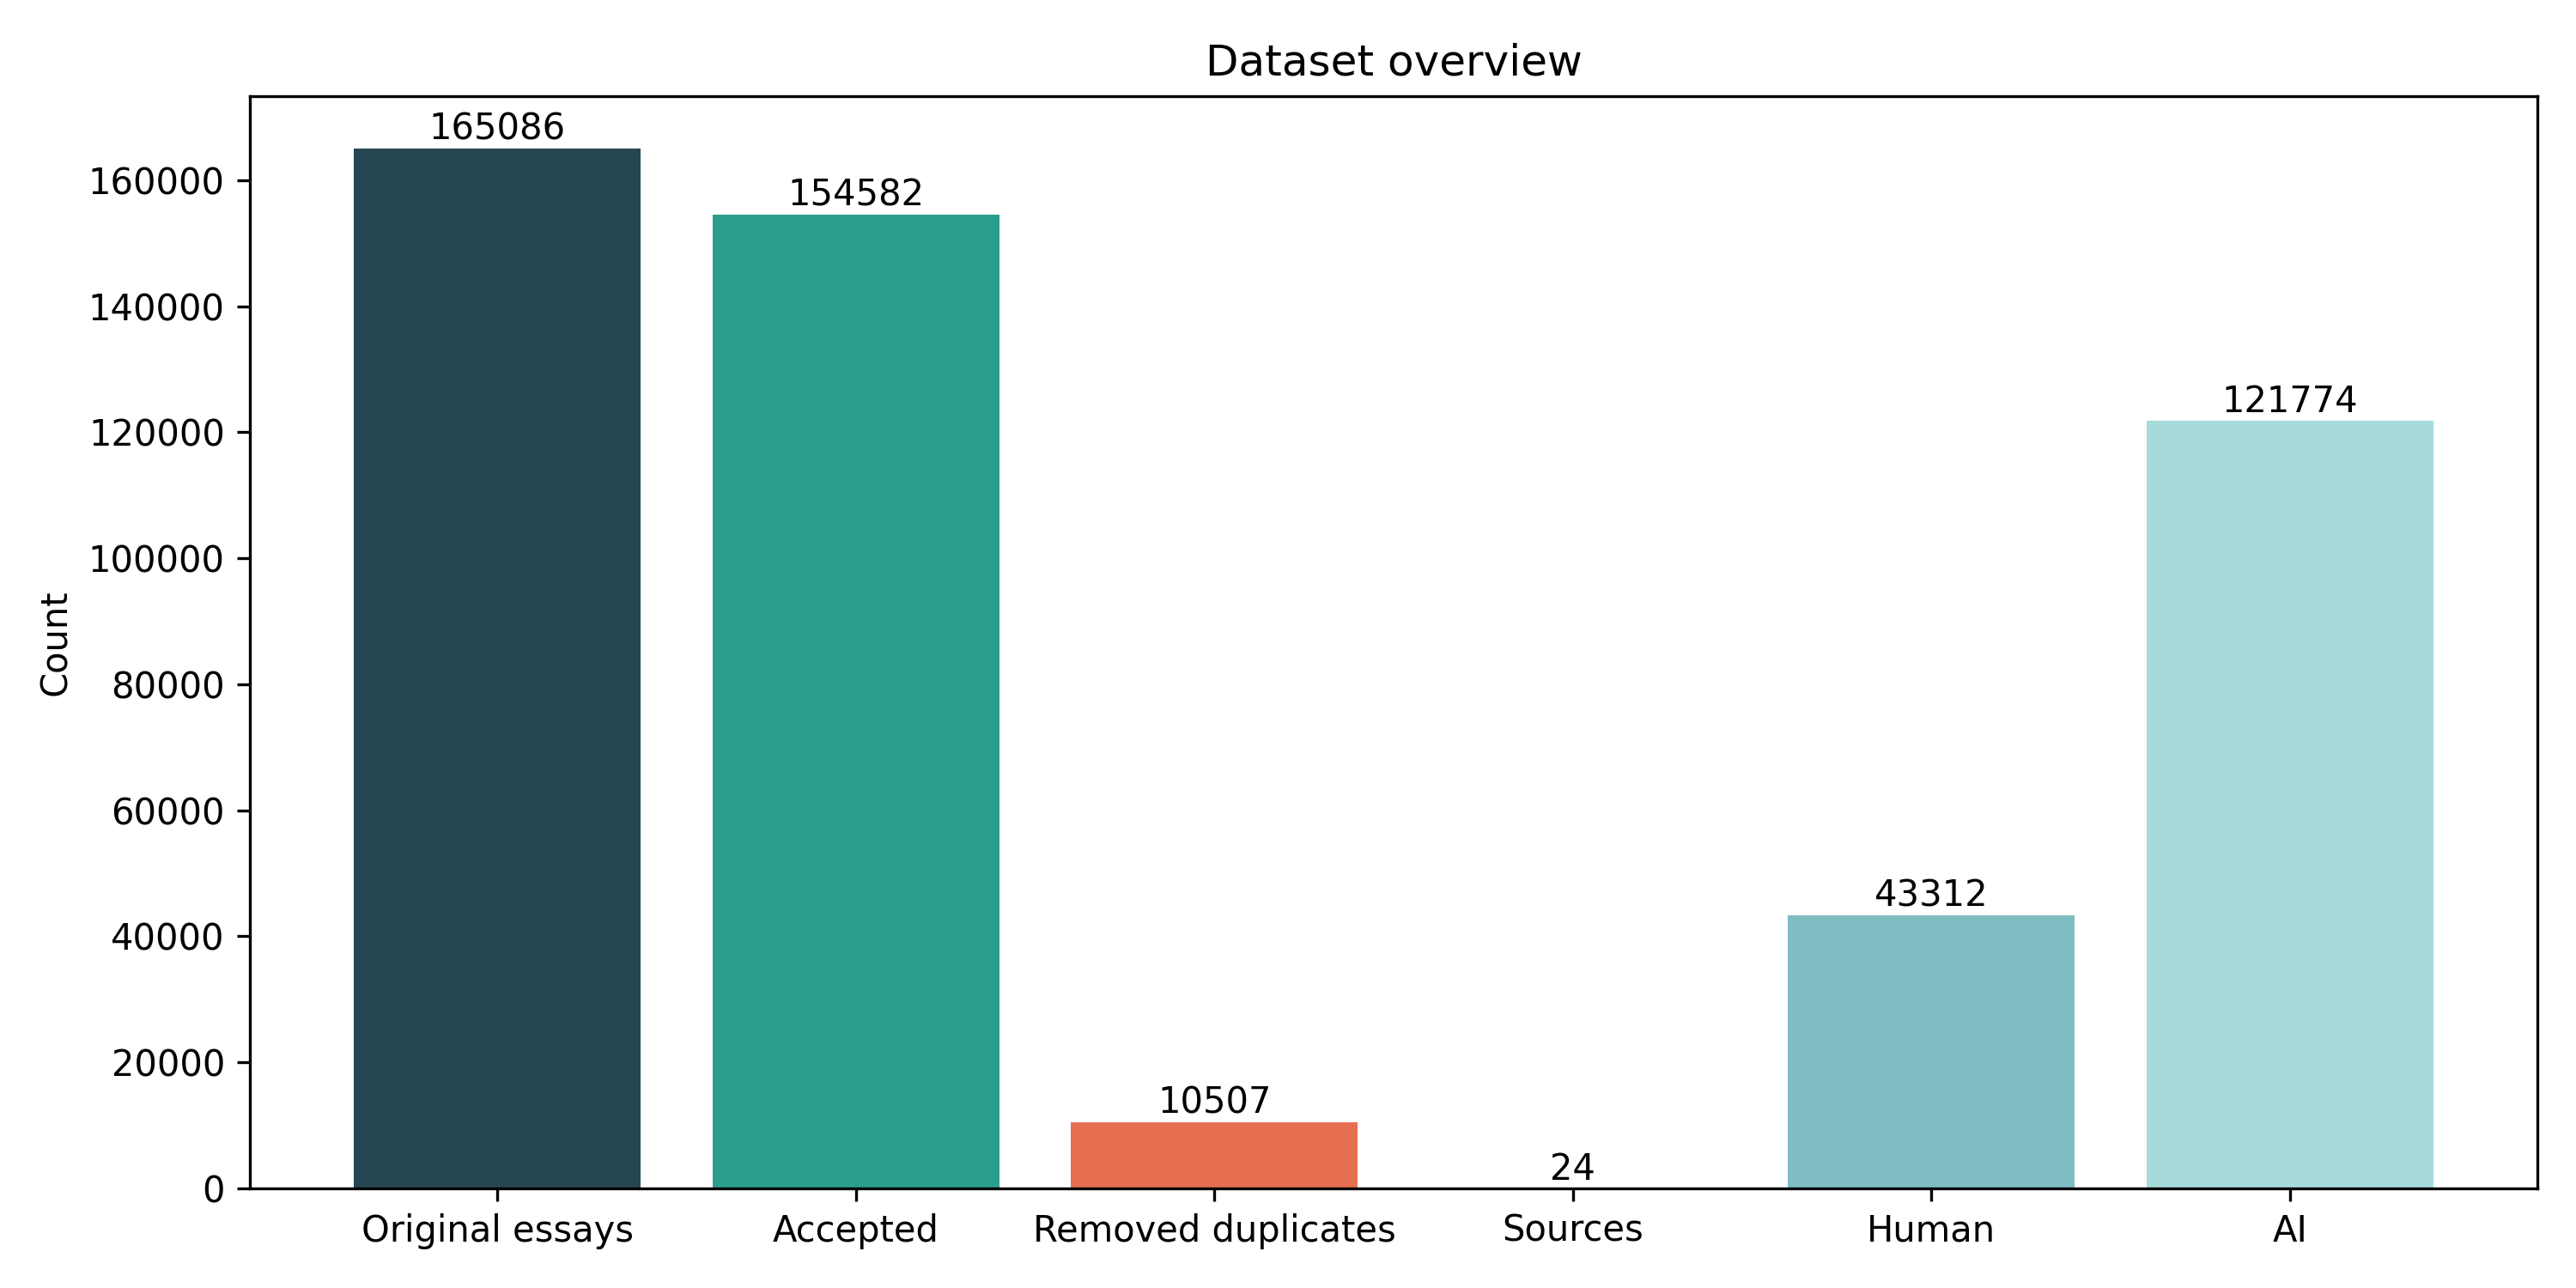 Dataset overview
Count
160000
140000
120000
100000
80000
60000
40000
20000
0
165086
154582
10507
24
43312
121774
Original essays
Accepted
Removed duplicates
Sources
Human
AI